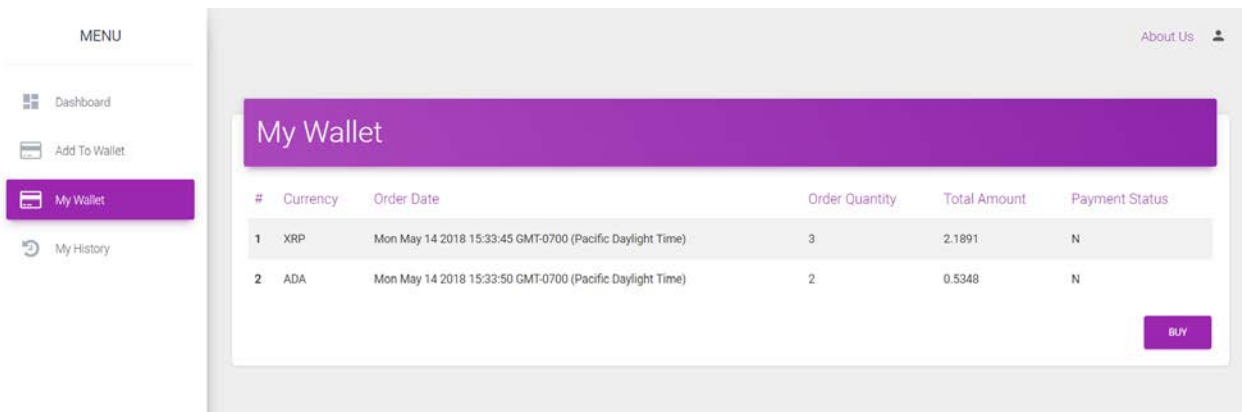 MENU
About Us
Dashboard
Add To Wallet
My Wallet
My History
My Wallet
# Currency Order Date Order Quantity Total Amount Payment Status
1 XRP Mon May 14 2018 15:33:45 GMT-0700 (Pacific Daylight Time) 3 2.1891 N
2 ADA Mon May 14 2018 15:33:50 GMT-0700 (Pacific Daylight Time) 2 0.5348 N
BUY